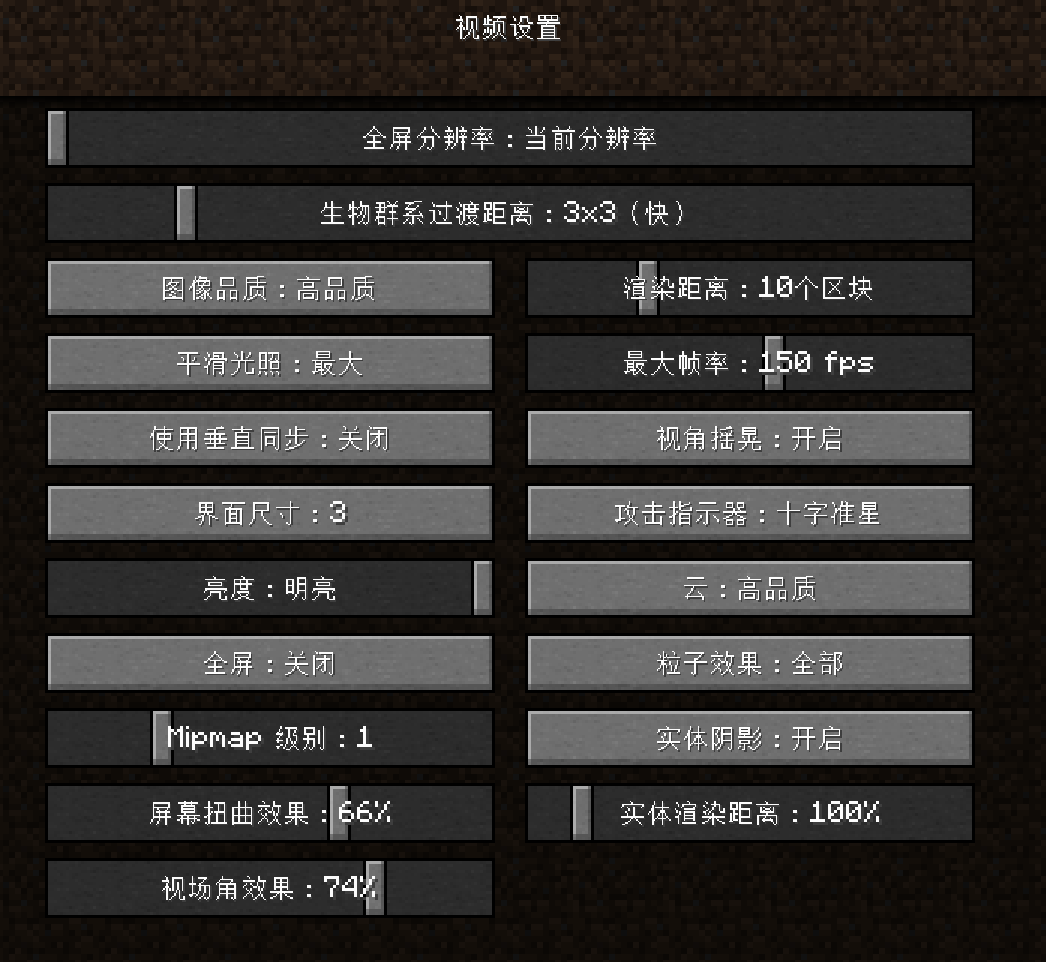 视频设置
全屏分辨率：当前分辨率
生物群系过渡距离：3x3（快）
图像品质：高品质
渲染距离：10个区块
平滑光照：最大
最大帧率：150 fps
使用垂直同步：关闭
视角摇晃：开启
界面尺寸：3
攻击指示器：十字准星
亮度：明亮
云：高品质
全屏：关闭
粒子效果：全部
Mipmap 级别：1
实体阴影：开启
屏幕扭曲效果：66%
实体渲染距离：100%
视场角效果：74%